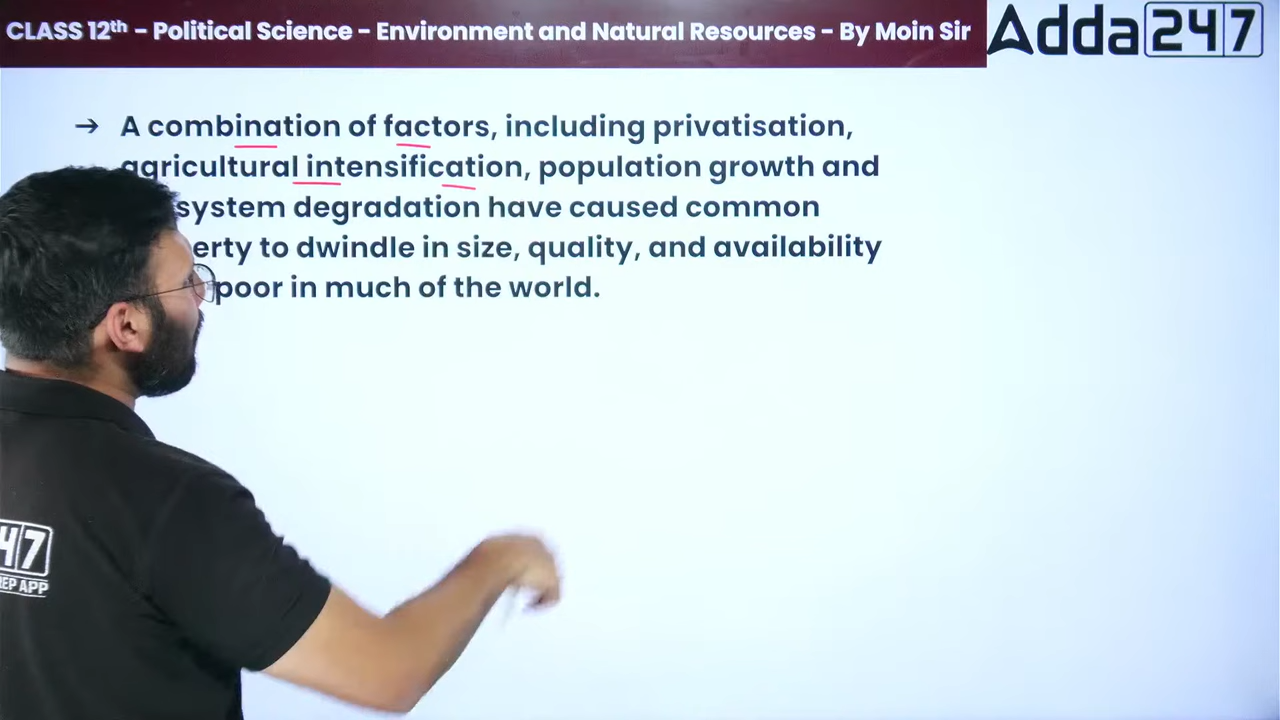 CLASS 12th – Political Science – Environment and Natural Resources – By Moin Sir
Adda247
→ A combination of factors, including privatisation,
agricultural intensification, population growth and
system degradation have caused common
erty to dwindle in size, quality, and availability
poor in much of the world.
47
EP APP